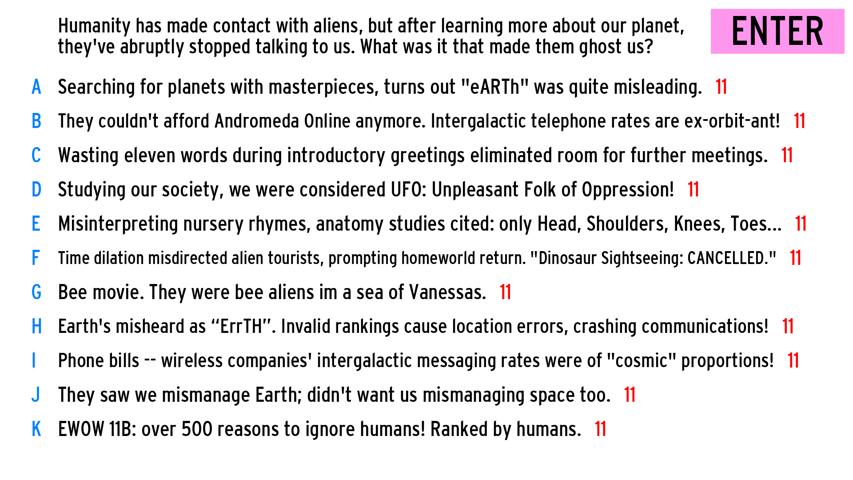 Humanity has made contact with aliens, but after learning more about our planet,
they've abruptly stopped talking to us. What was it that made them ghost us?
ENTER
A Searching for planets with masterpieces, turns out "eARTh" was quite misleading. 11
B They couldn't afford Andromeda Online anymore. Intergalactic telephone rates are ex-orbit-ant! 11
C Wasting eleven words during introductory greetings eliminated room for further meetings. 11
D Studying our society, we were considered UFO: Unpleasant Folk of Oppression! 11
E Misinterpreting nursery rhymes, anatomy studies cited: only Head, Shoulders, Knees, Toes... 11
F Time dilation misdirected alien tourists, prompting homeworld return. "Dinosaur Sightseeing: CANCELLED." 11
G Bee movie. They were bee aliens im a sea of Vanessas. 11
H Earth's misheard as “ErrTH”. Invalid rankings cause location errors, crashing communications! 11
I Phone bills -- wireless companies' intergalactic messaging rates were of "cosmic" proportions! 11
J They saw we mismanage Earth; didn't want us mismanaging space too. 11
K EWOW 11B: over 500 reasons to ignore humans! Ranked by humans. 11